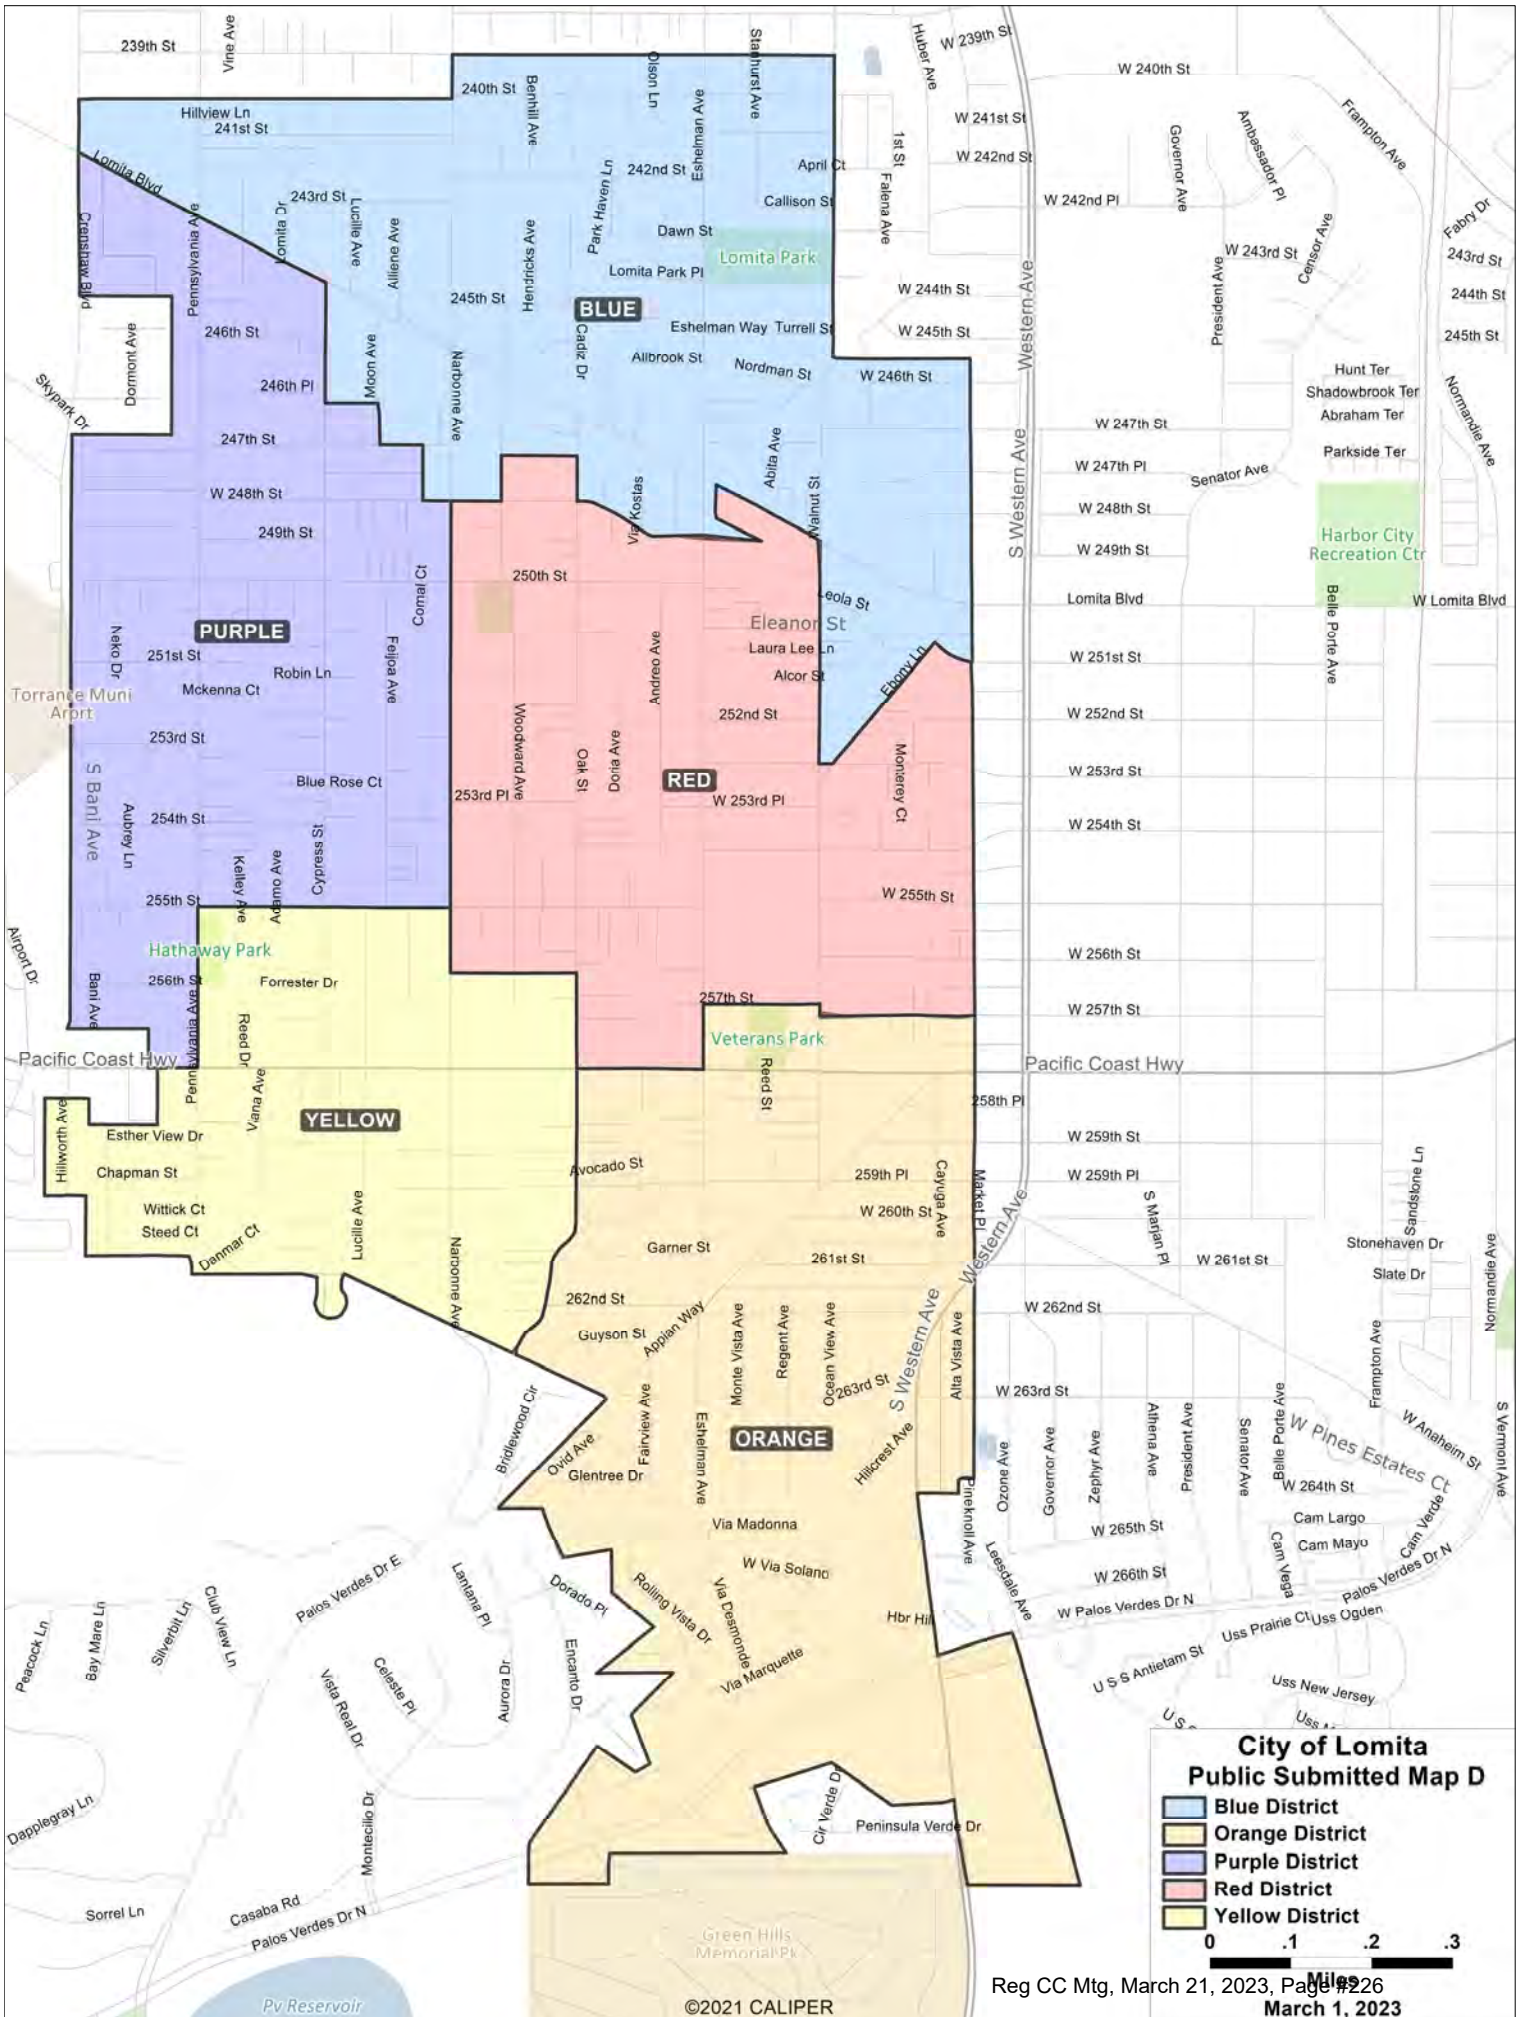 239th St
Vine Ave
Huber Ave
W 239th St
W 240th St
240th St
Benhill Ave
Olson Ln
Eshelman Ave
Stanhurst Ave
Hillview Ln
241st St
1st St
W 241st St
Frampton Ave
Governor Ave
Ambassador Pl
Lomita Blvd
242nd St
April Ct
W 242nd St
Falena Ave
243rd St
Callison St
W 242nd Pl
Fabry Dr
Crenshaw Blvd
Pennsylvania Ave
Lomita Dr
Lucille Ave
Alliene Ave
Hendricks Ave
Park Haven Ln
Dawn St
Lomita Park
W 243rd St
Censor Ave
243rd St
Lomita Park Pl
President Ave
Western Ave
245th St
W 244th St
244th St
BLUE
246th St
Dormont Ave
Eshelman Way
Turrell St
W 245th St
245th St
Moon Ave
Narbonne Ave
Cadiz Dr
Allbrook St
Nordman St
W 246th St
Hunt Ter
Skypark Dr
246th Pl
Shadowbrook Ter
Abraham Ter
Normandie Ave
247th St
W 247th St
Parkside Ter
Abita Ave
S Western Ave
W 247th Pl
Senator Ave
W 248th St
Via Kostas
Walnut St
W 248th St
249th St
W 249th St
Harbor City
Recreation Ctr
Comal Ct
250th St
Leola St
Lomita Blvd
Belle Porte Ave
W Lomita Blvd
PURPLE
Eleanor St
Neko Dr
251st St
Feijoa Ave
Andreo Ave
Laura Lee Ln
Ebony Ln
W 251st St
Robin Ln
Mckenna Ct
Alcor St
Torrance Muni
Arprt
Woodward Ave
252nd St
W 252nd St
253rd St
Oak St
Doria Ave
Monterey Ct
S Bani Ave
Blue Rose Ct
RED
W 253rd St
253rd Pl
W 253rd Pl
Aubrey Ln
254th St
Cypress St
W 254th St
Kelley Ave
Adamo Ave
255th St
W 255th St
Airport Dr
Hathaway Park
W 256th St
256th St
Forrester Dr
Bani Ave
Pennsylvania Ave
Reed Dr
257th St
W 257th St
Veterans Park
Pacific Coast Hwy
Pacific Coast Hwy
Viana Ave
Reed St
258th Pl
Hillworth Ave
YELLOW
Esther View Dr
W 259th St
Chapman St
Avocado St
259th Pl
Cayuga Ave
Market Pl
W 259th Pl
Wittick Ct
Lucille Ave
W 260th St
S Marjan Pl
Sandstone Ln
Steed Ct
Danmar Ct
Narbonne Ave
Garner St
261st St
Western Ave
W 261st St
Stonehaven Dr
Slate Dr
Normandie Ave
262nd St
W 262nd St
Guyson St
Appian Way
Monte Vista Ave
Regent Ave
Ocean View Ave
S Western Ave
Alta Vista Ave
Frampton Ave
263rd St
W 263rd St
Bridlewood Cir
Fairview Ave
Eshelman Ave
ORANGE
Hillcrest Ave
Athena Ave
President Ave
Senator Ave
Belle Porte Ave
W Pines Estates Ct
W Anaheim St
S Vermont Ave
Ovid Ave
Glentree Dr
Ozone Ave
Governor Ave
Zephyr Ave
W 264th St
Pineknoll Ave
Via Madonna
W 265th St
Cam Largo
Cam Mayo
Cam Verde
Cam Vega
W Via Solano
Leesdale Ave
W 266th St
Palos Verdes Dr N
Palos Verdes Dr E
Lantana Pl
Dorado Pl
Rolling Vista Dr
Via Desmonde
Hbr Hil
W Palos Verdes Dr N
Uss Prairie Ct
Uss Ogden
Peacock Ln
Bay Mare Ln
Silverbit Ln
Club View Ln
Encanto Dr
Via Marquette
U S S Antietam St
Vista Real Dr
Celeste Pl
Aurora Dr
Uss New Jersey
U S S
Uss
City of Lomita
Public Submitted Map D
Blue District
Orange District
Purple District
Red District
Yellow District
0 .1 .2 .3
Miles
March 1, 2023
Dapplegray Ln
Montecillo Dr
Cir Verde Dr
Peninsula Verde Dr
Sorrel Ln
Casaba Rd
Palos Verdes Dr N
Green Hills
Memorial Pk
Pv Reservoir
©2021 CALIPER
Reg CC Mtg, March 21, 2023, Page #226